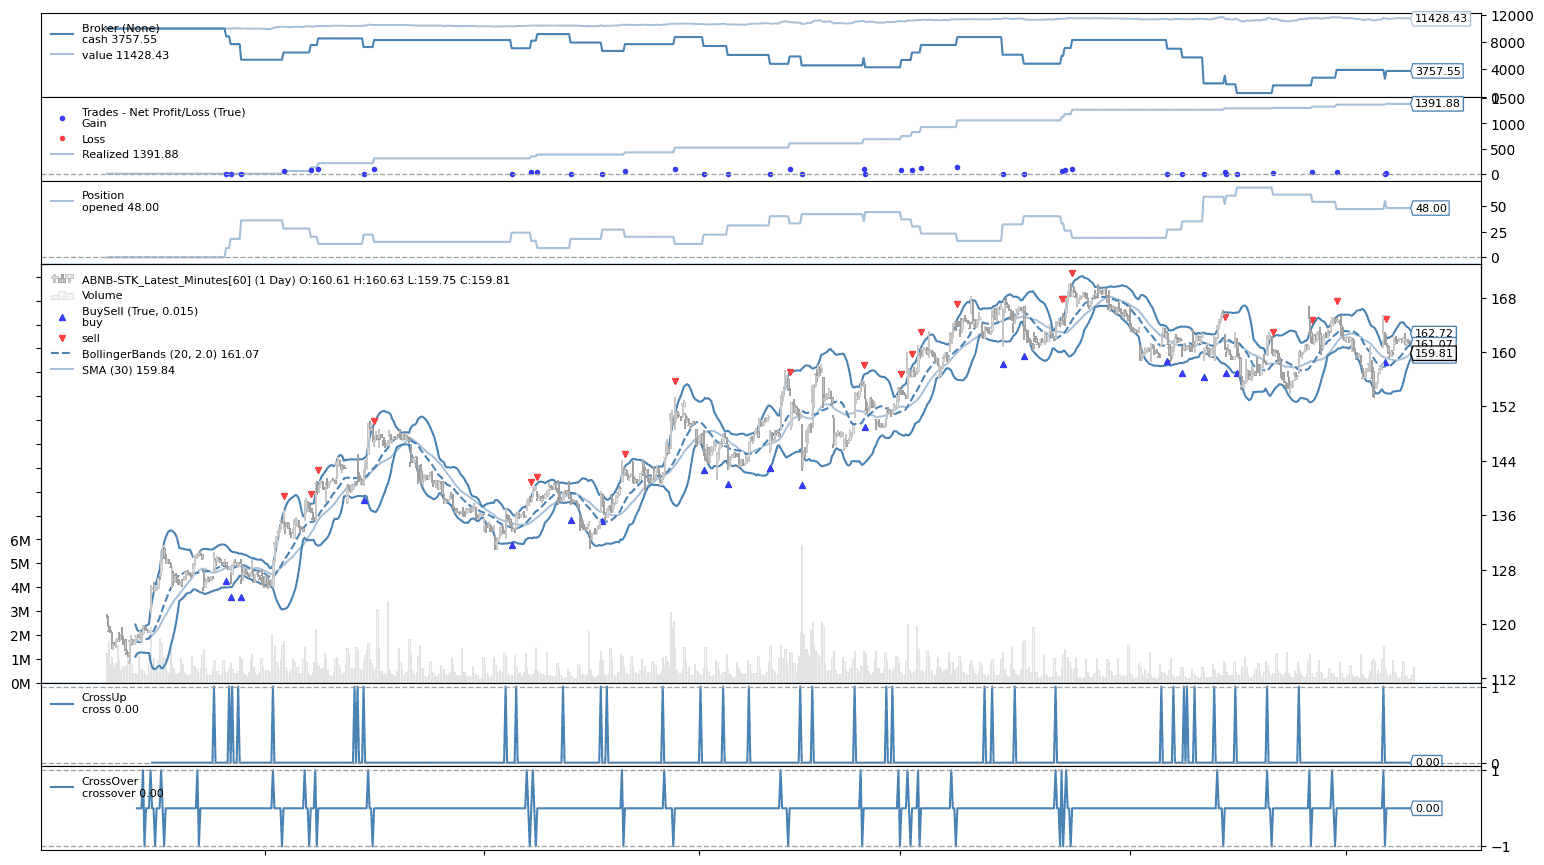 Broker (None)
cash 3757.55
value 11428.43
11428.43
12000
8000
4000
3757.55
0
Trades - Net Profit/Loss (True)
Gain
Loss
Realized 1391.88
1391.88
1500
1000
500
0
Position
opened 48.00
50
48.00
25
0
ABNB-STK_Latest_Minutes[60] (1 Day) O:160.61 H:160.63 L:159.75 C:159.81
Volume
BuySell (True, 0.015)
buy
sell
BollingerBands (20, 2.0) 161.07
SMA (30) 159.84
168
162.72
161.07
160
159.81
152
144
136
128
120
112
6M
5M
4M
3M
2M
1M
0M
CrossUp
cross 0.00
1
0.00
0
CrossOver
crossover 0.00
1
0.00
−1